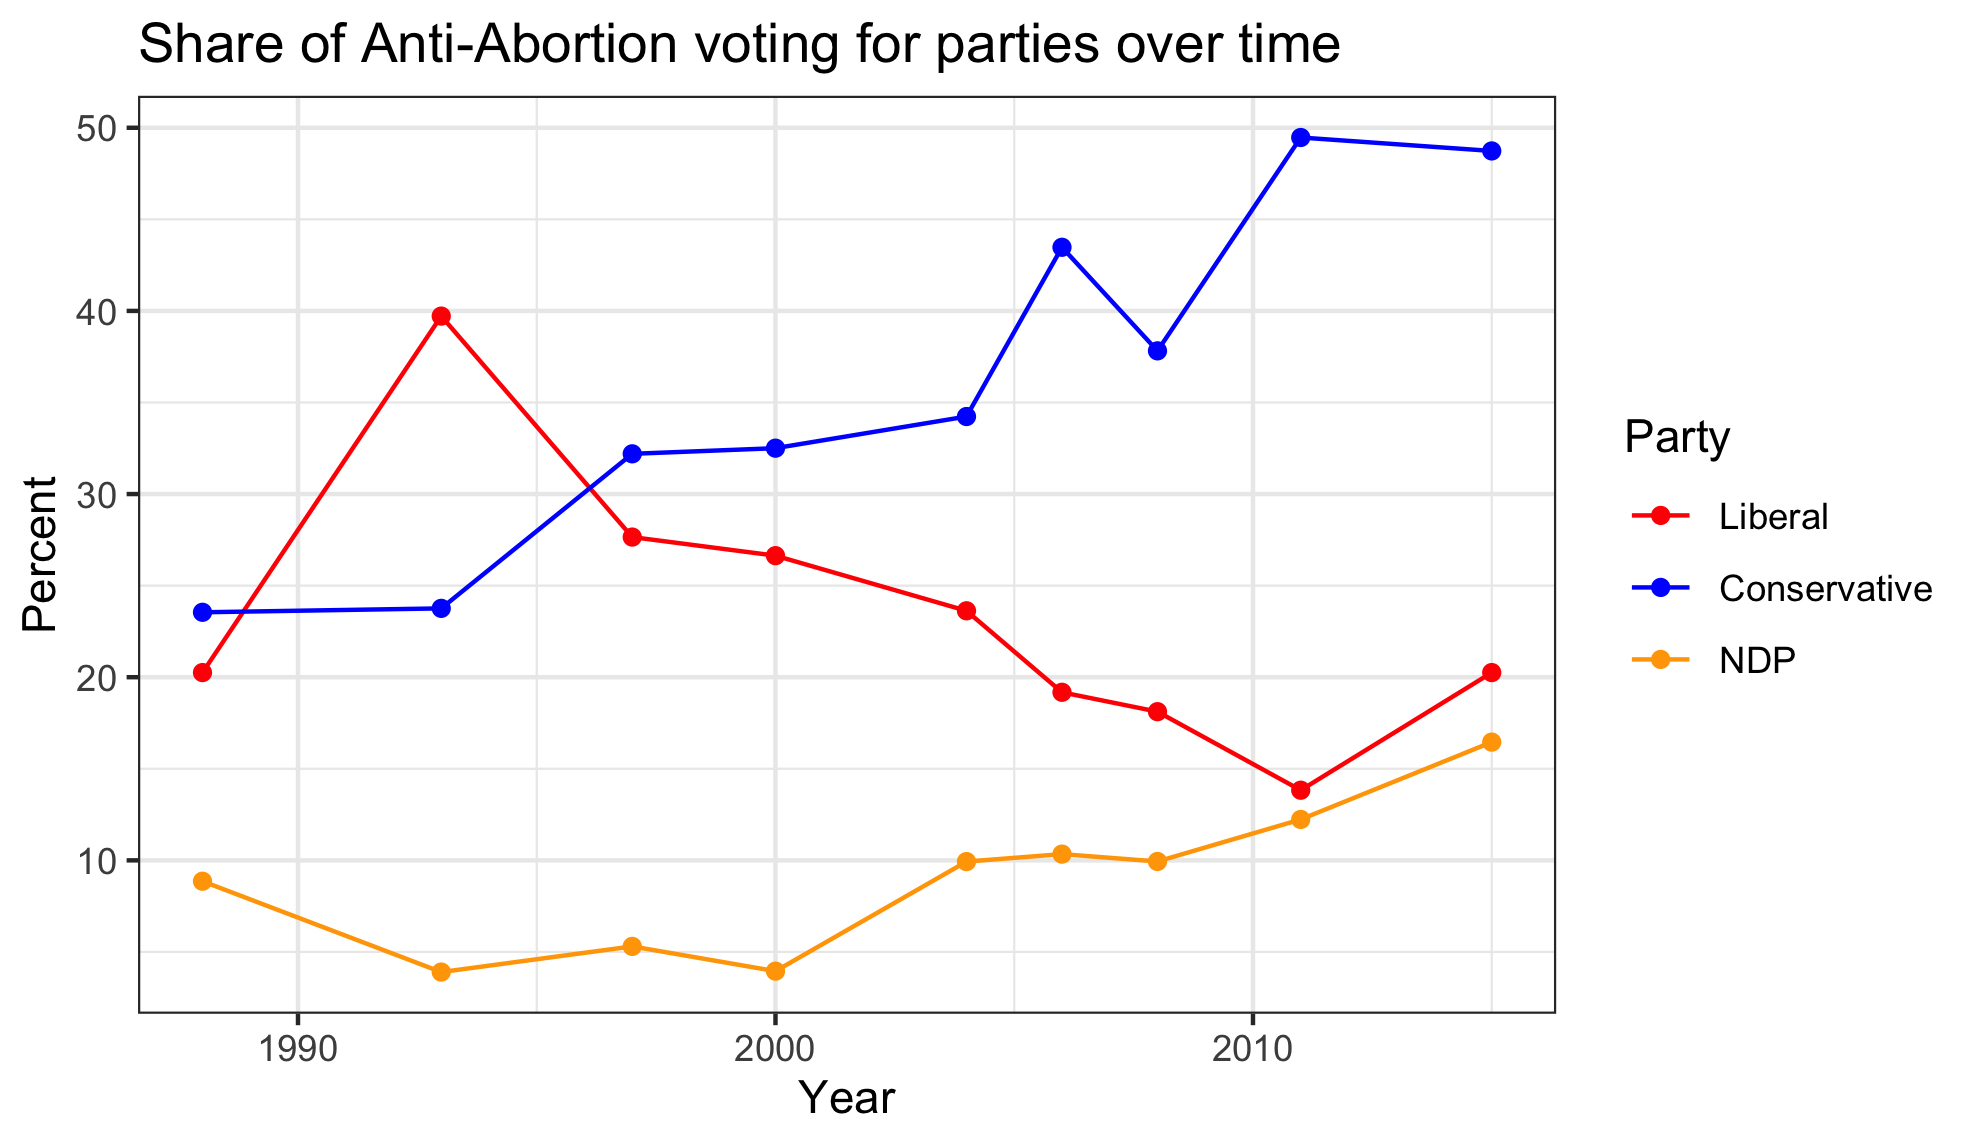 Share of Anti-Abortion voting for parties over time
50
40
30
20
10
Percent
1990 2000 2010
Year
Party
Liberal
Conservative
NDP